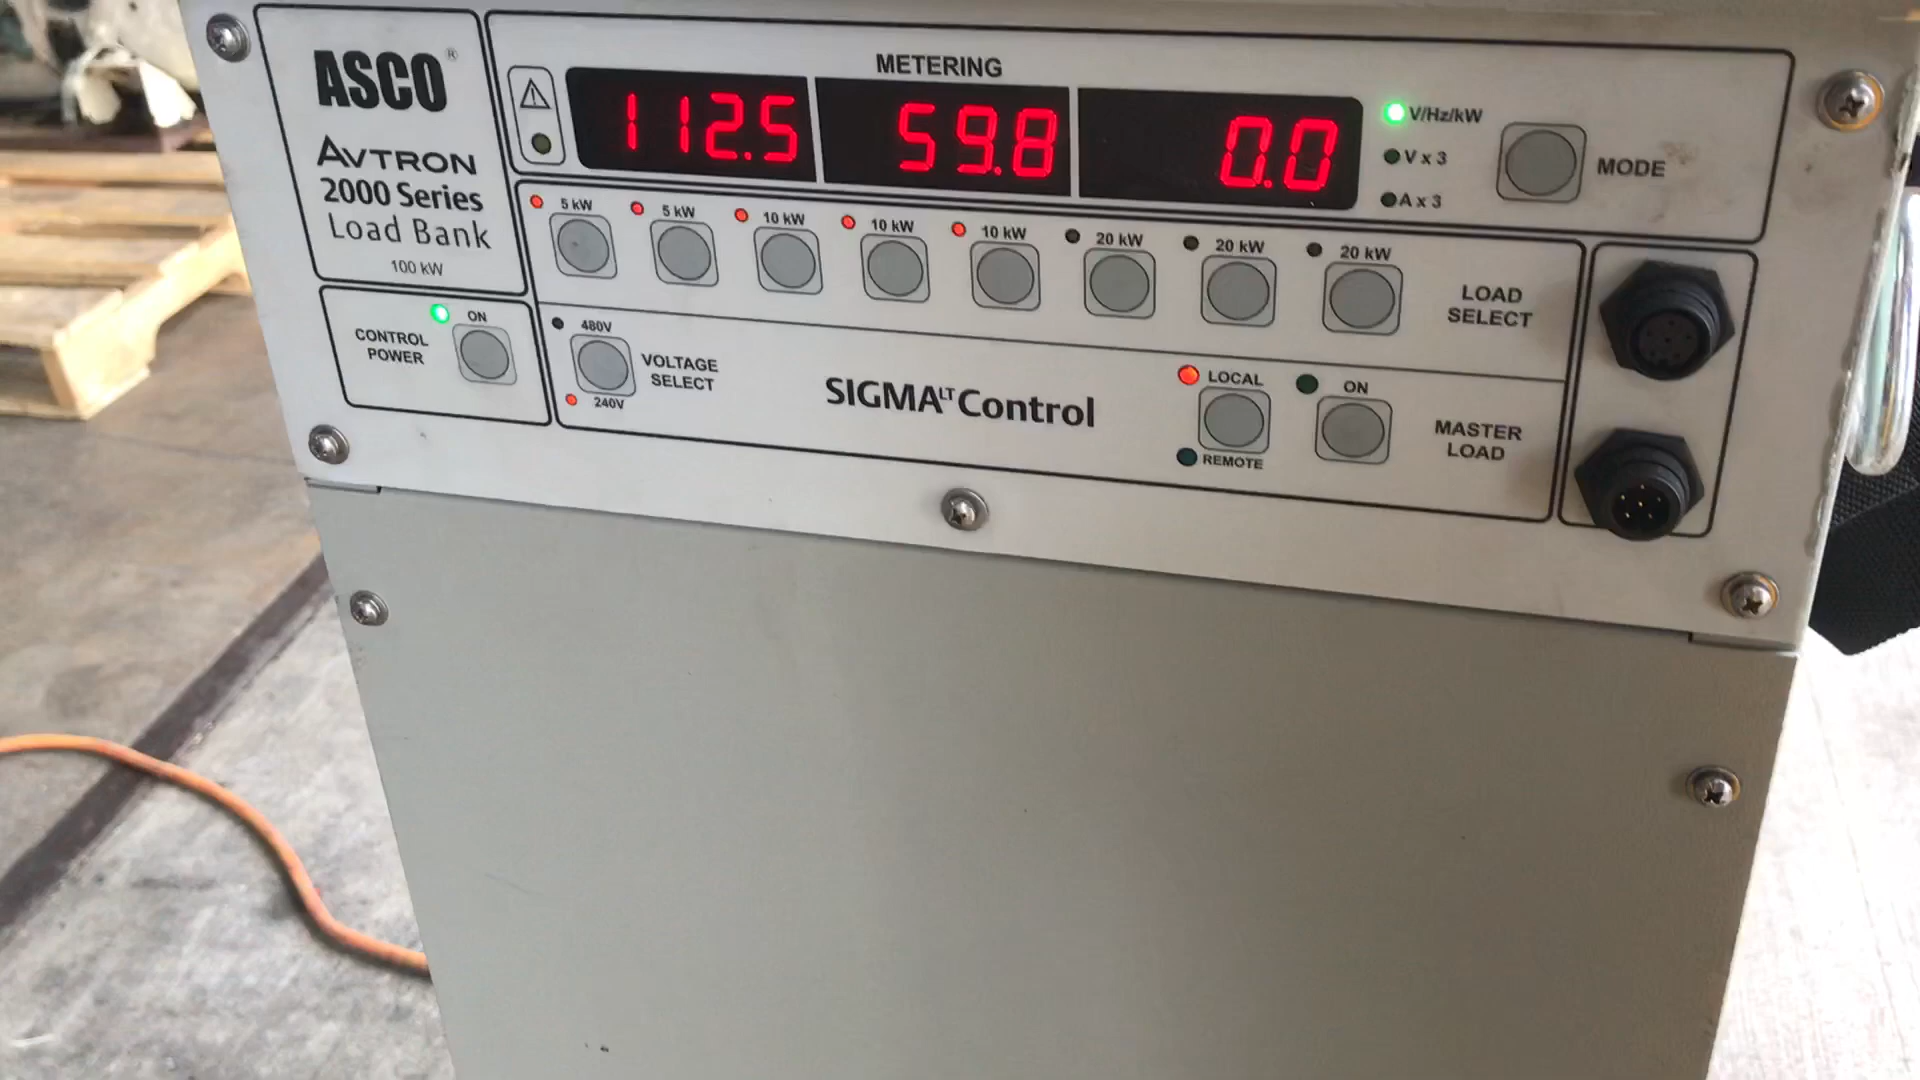 ASCO®
AVTRON
2000 Series
Load Bank
100 kW
METERING
112.5 59.8 0.0
V/Hz/kW
V x 3
A x 3
MODE
5 kW 5 kW 10 kW 10 kW 10 kW 20 kW 20 kW 20 kW
LOAD
SELECT
CONTROL
POWER
ON
480V
240V
VOLTAGE
SELECT
SIGMALT Control
LOCAL
REMOTE
ON
MASTER
LOAD